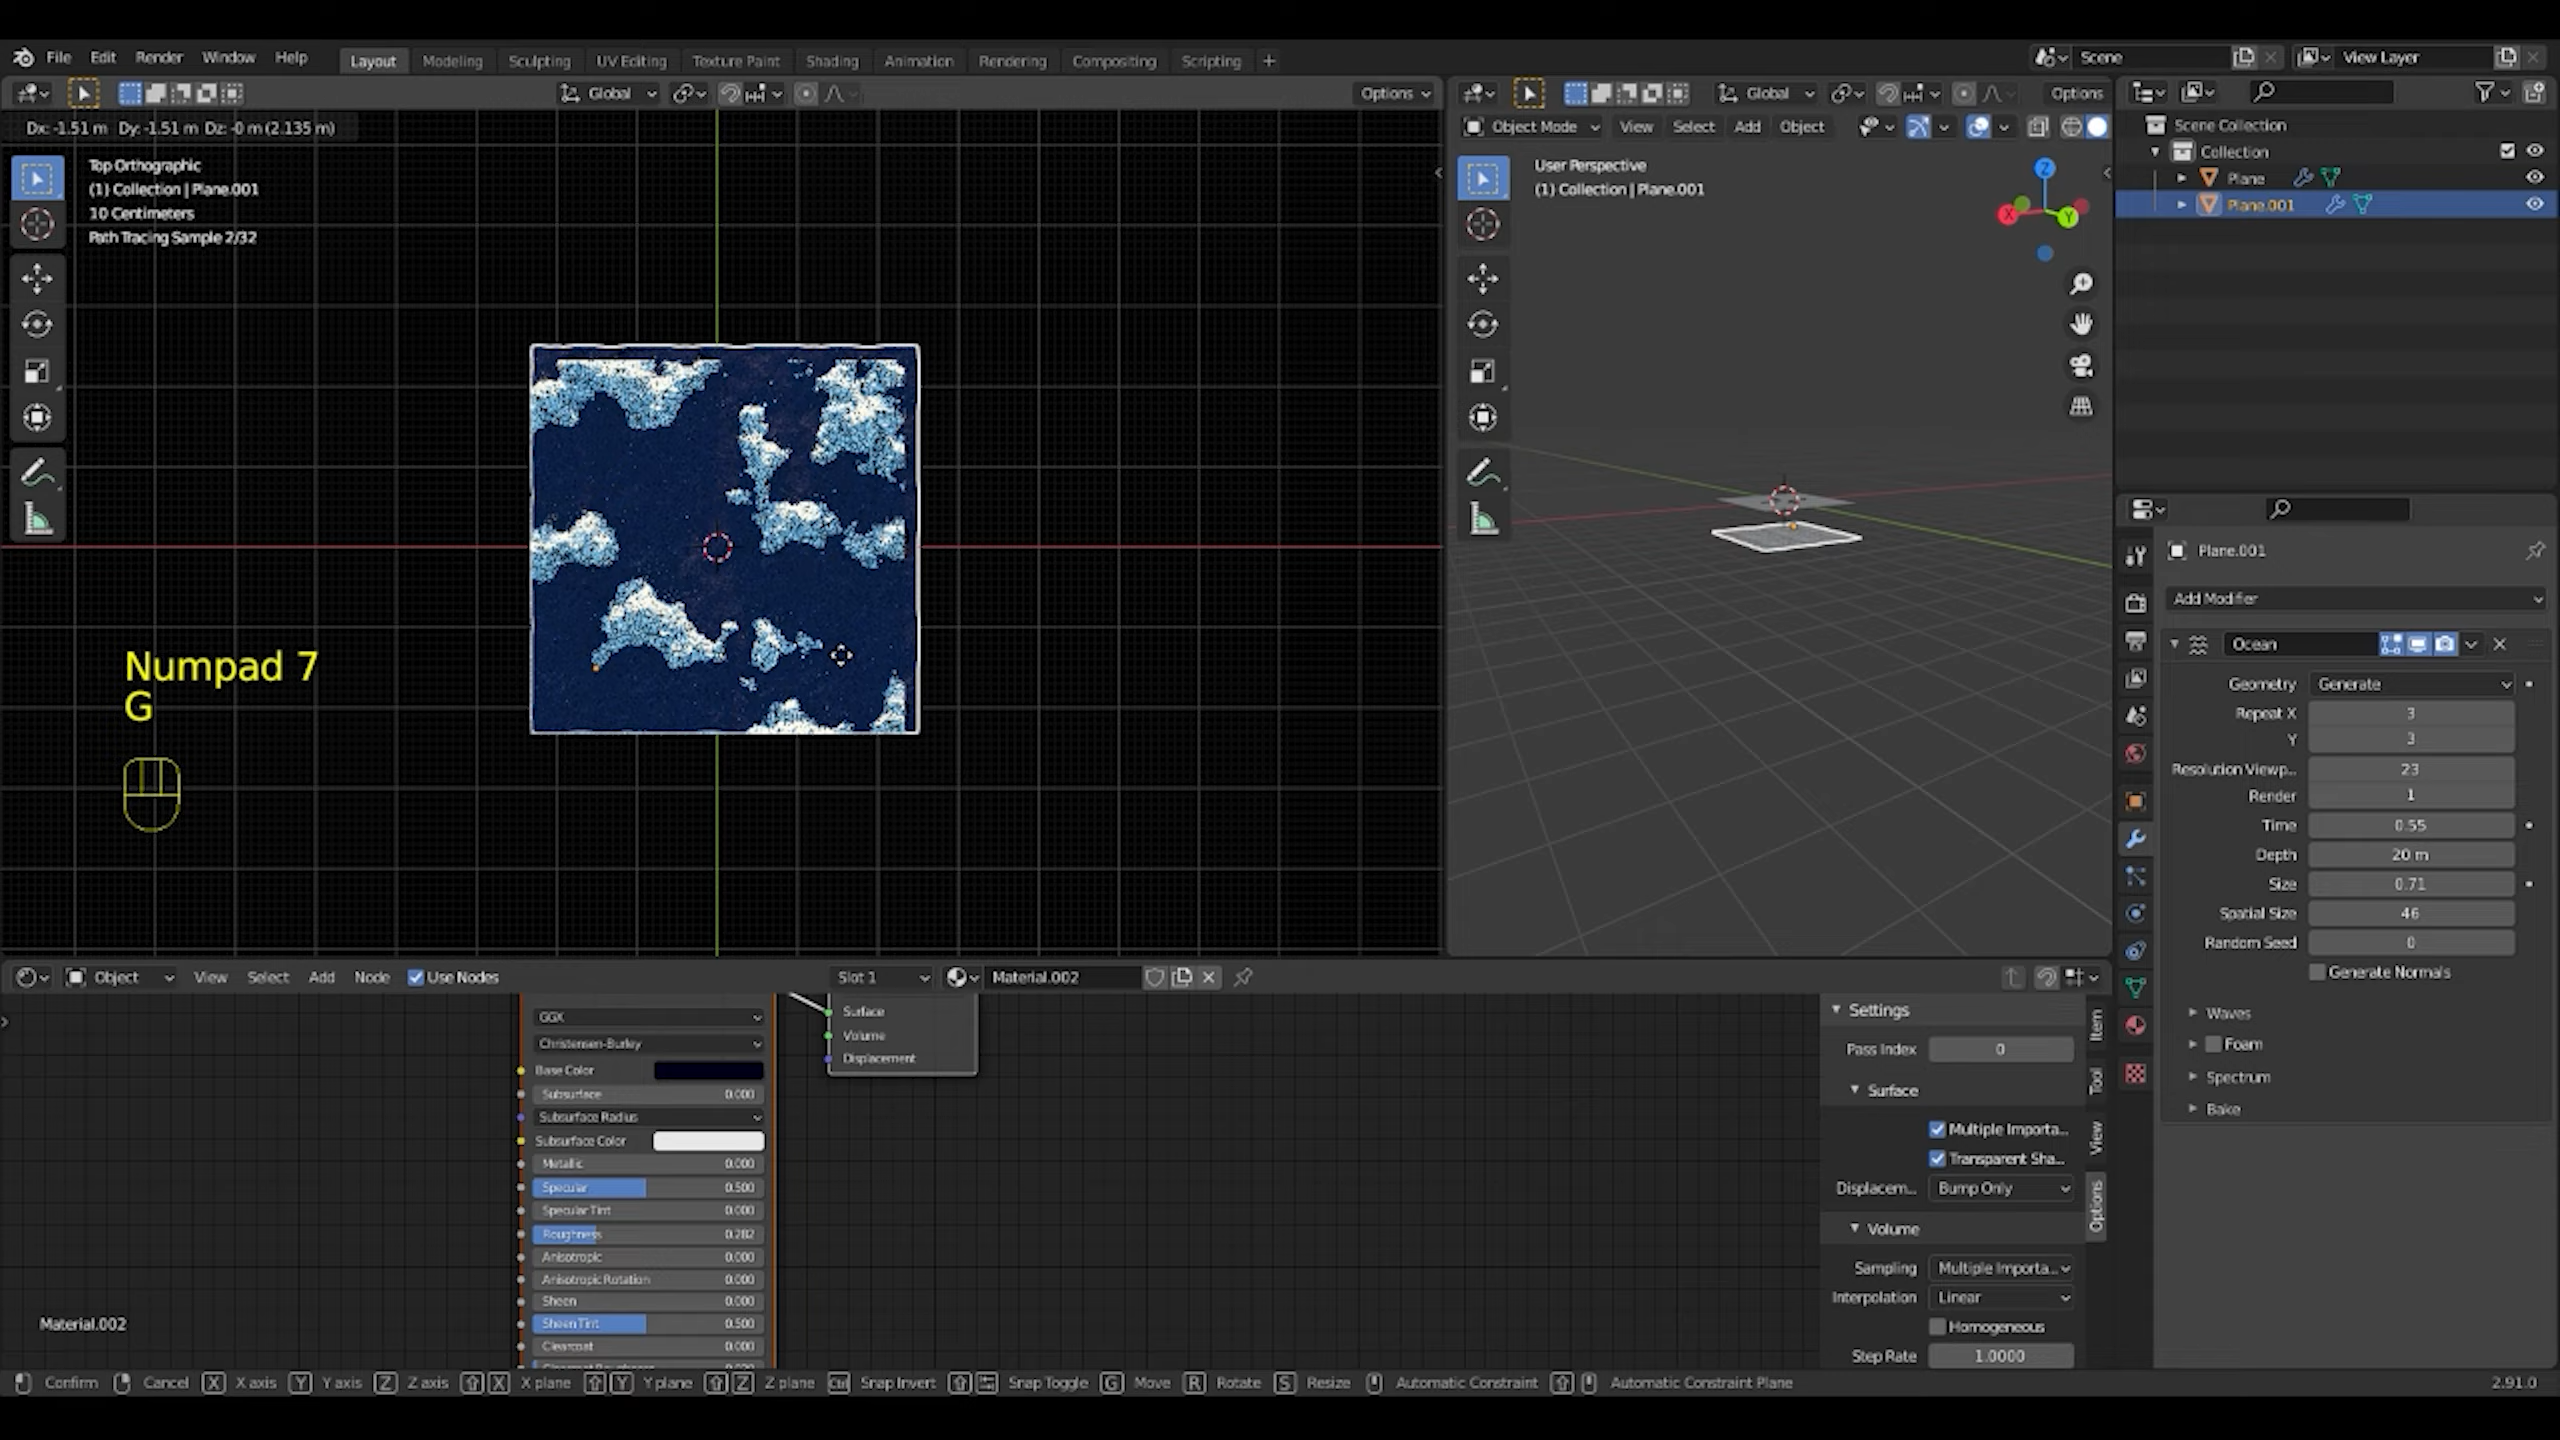 File Edit Render Window Help Layout Modeling Sculpting UV Editing Texture Paint Shading Animation Rendering Compositing Scripting + Scene View Layer
Global Options Global Options
Dx: -1.51 m Dy: -1.51 m Dz: -0 m (2.135 m) Object Mode View Select Add Object
Scene Collection
Collection
Plane
Plane.001
Top Orthographic
(1) Collection | Plane.001
10 Centimeters
Path Tracing Sample 2/32
User Perspective
(1) Collection | Plane.001
Z
X
Y
Numpad 7
G
Plane.001
Add Modifier
Ocean
Geometry Generate
Repeat X 3
Y 3
Resolution Viewp... 23
Render 1
Time 0.55
Depth 20 m
Size 0.71
Spatial Size 46
Random Seed 0
Generate Normals
Waves
Foam
Spectrum
Bake
Object View Select Add Node Use Nodes Slot 1 Material.002
GGX
Christensen-Burley
Base Color
Subsurface 0.000
Subsurface Radius
Subsurface Color
Metallic 0.000
Specular 0.500
Specular Tint 0.000
Roughness 0.282
Anisotropic 0.000
Anisotropic Rotation 0.000
Sheen 0.000
Sheen Tint 0.500
Clearcoat 0.000
Surface
Volume
Displacement
Settings
Pass Index 0
Surface
Multiple Importa...
Transparent Sha...
Displacem... Bump Only
Volume
Sampling Multiple Importa...
Interpolation Linear
Homogeneous
Step Rate 1.0000
Item
Tool
View
Options
Material.002
Confirm Cancel X X axis Y Y axis Z Z axis X X plane Y Y plane Z Z plane Ctrl Snap Invert Snap Toggle G Move R Rotate S Resize Automatic Constraint Automatic Constraint Plane 2.91.0